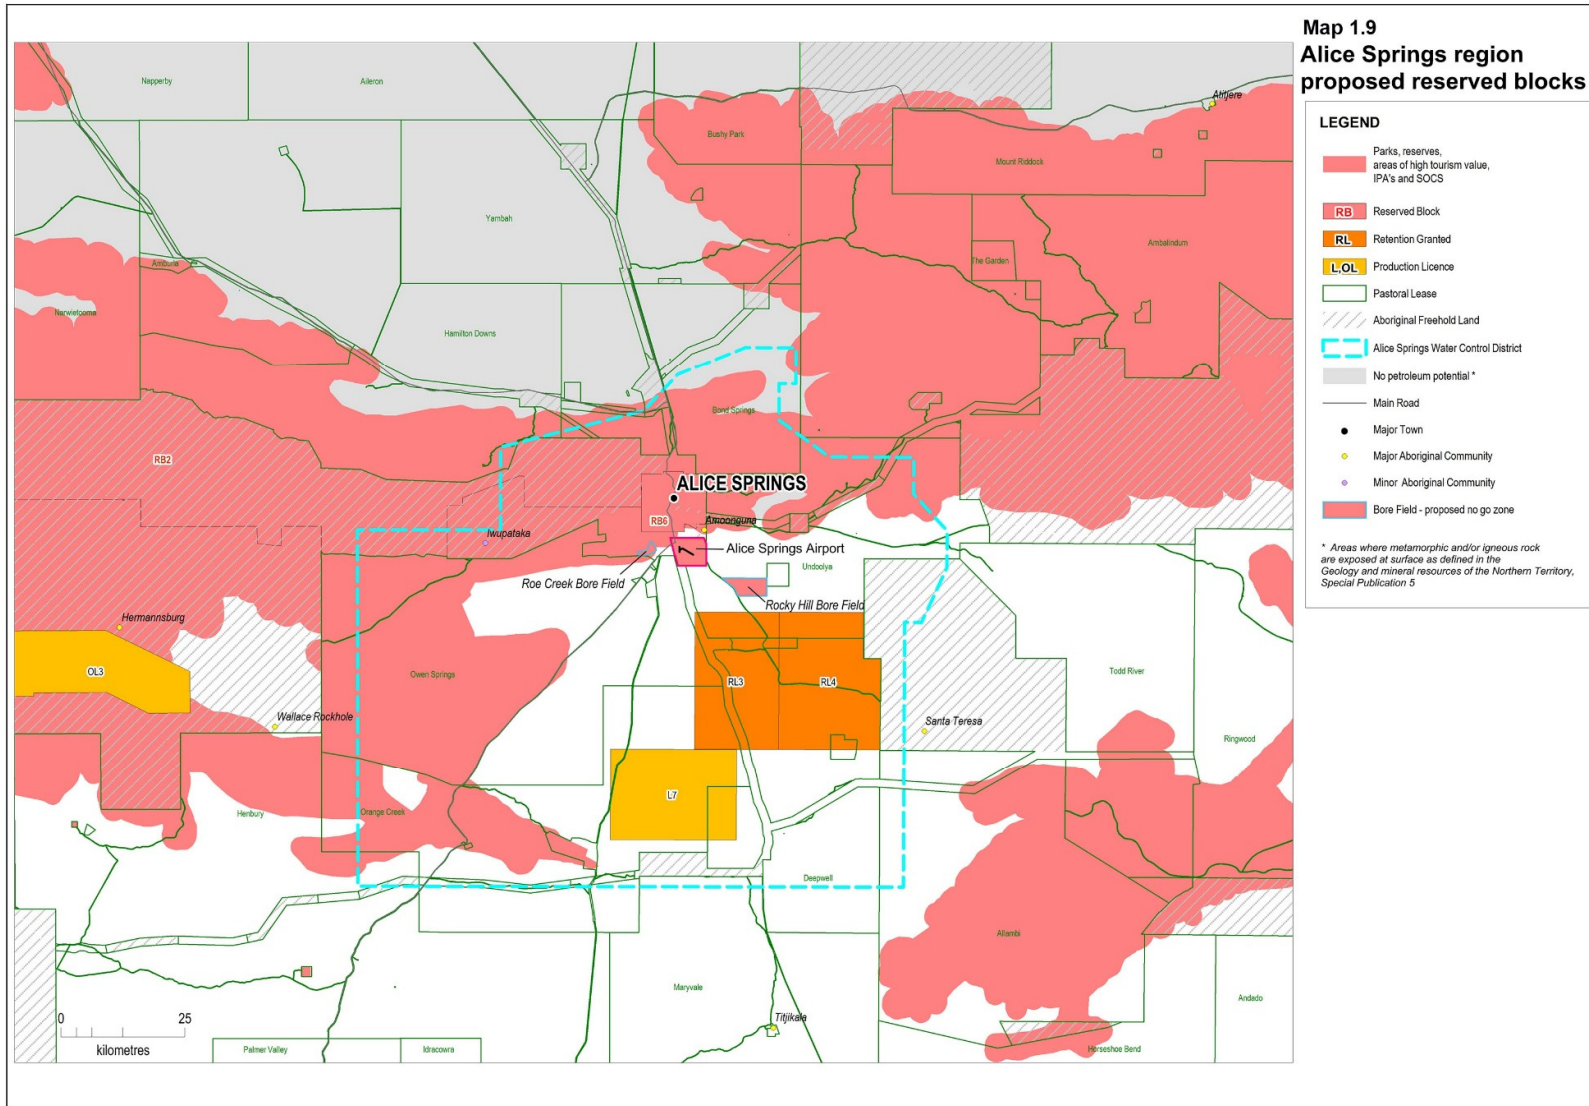 Map 1.9
Alice Springs region
proposed reserved blocks
LEGEND
Parks, reserves,
areas of high tourism value,
IPA's and SOCS
RB Reserved Block
RL Retention Granted
L,OL Production Licence
Pastoral Lease
Aboriginal Freehold Land
Alice Springs Water Control District
No petroleum potential *
Main Road
Major Town
Major Aboriginal Community
Minor Aboriginal Community
Bore Field - proposed no go zone
* Areas where metamorphic and/or igneous rock
are exposed at surface as defined in the
Geology and mineral resources of the Northern Territory,
Special Publication 5
Napperby
Aileron
Atitjere
Bushy Park
Mount Riddock
Yambah
Ambalindum
The Garden
Amburla
Narwietooma
Hamilton Downs
Bond Springs
RB2
ALICE SPRINGS
RB6
Amoonguna
Iwupataka
Alice Springs Airport
Undoolya
Roe Creek Bore Field
Rocky Hill Bore Field
Hermannsburg
OL3
Owen Springs
RL3
RL4
Todd River
Wallace Rockhole
Santa Teresa
Ringwood
L7
Henbury
Orange Creek
Deepwell
Allambi
Maryvale
Andado
Titjikala
0 25
kilometres
Palmer Valley
Idracowra
Horseshoe Bend